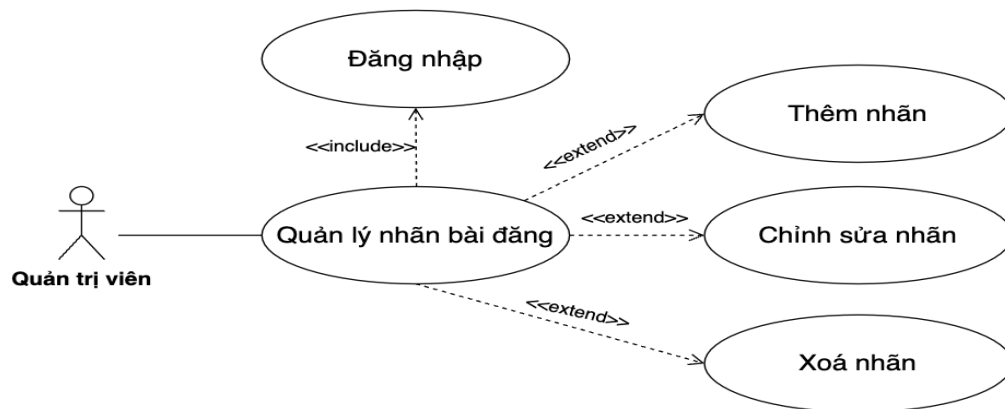 Đăng nhập
<<include>>
<<extend>>
Thêm nhãn
Quản lý nhãn bài đăng
<<extend>>
Chỉnh sửa nhãn
Quản trị viên
<<extend>>
Xoá nhãn